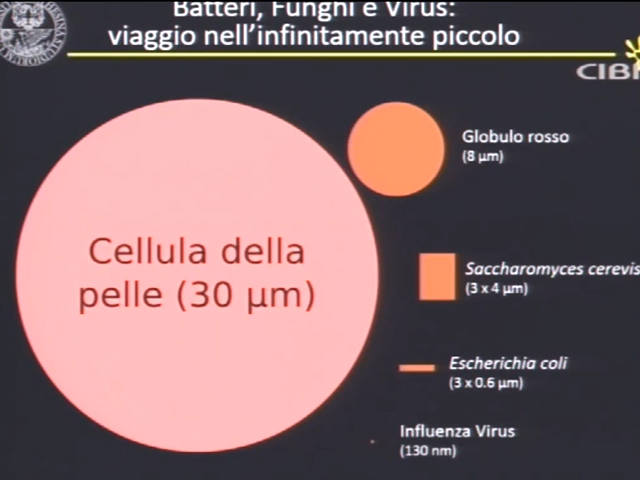 Batteri, Funghi e Virus:
viaggio nell'infinitamente piccolo
Cellula della
pelle (30 µm)
Globulo rosso
(8 µm)
Saccharomyces cerevis
(3 x 4 µm)
Escherichia coli
(3 x 0.6 µm)
Influenza Virus
(130 nm)